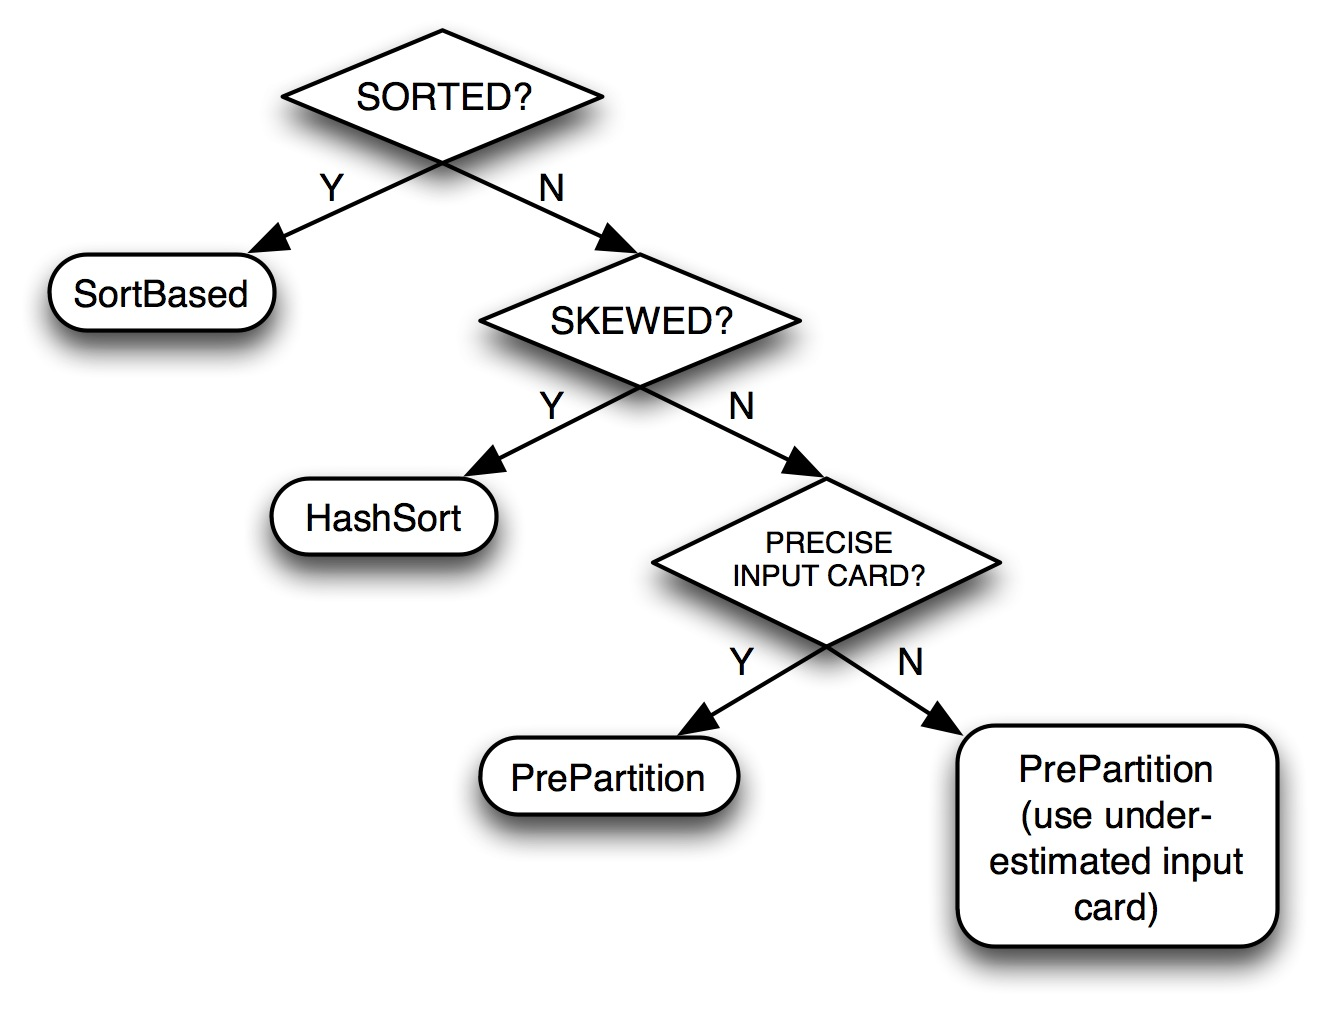 SORTED?
Y
N
SortBased
SKEWED?
Y
N
HashSort
PRECISE
INPUT CARD?
Y
N
PrePartition
PrePartition
(use under-
estimated input
card)